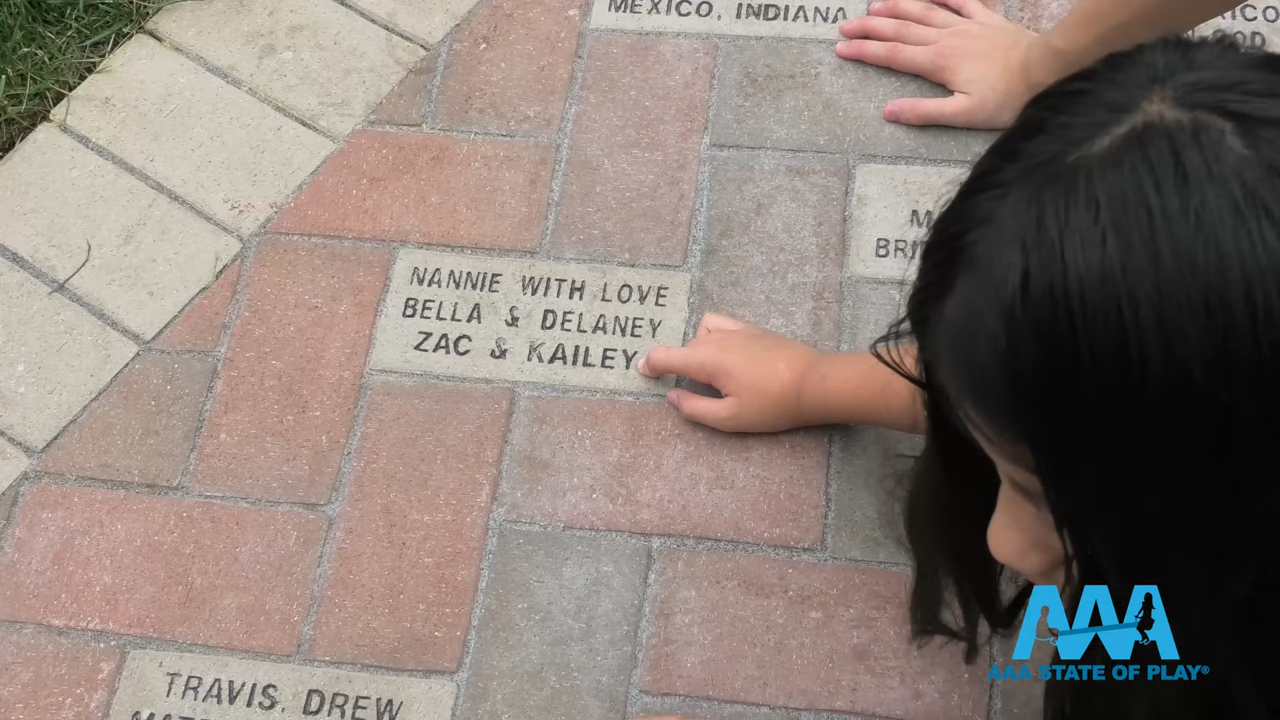 MEXICO, INDIANA
NANNIE WITH LOVE
BELLA & DELANEY
ZAC & KAILEY
TRAVIS, DREW
AAA STATE OF PLAY®